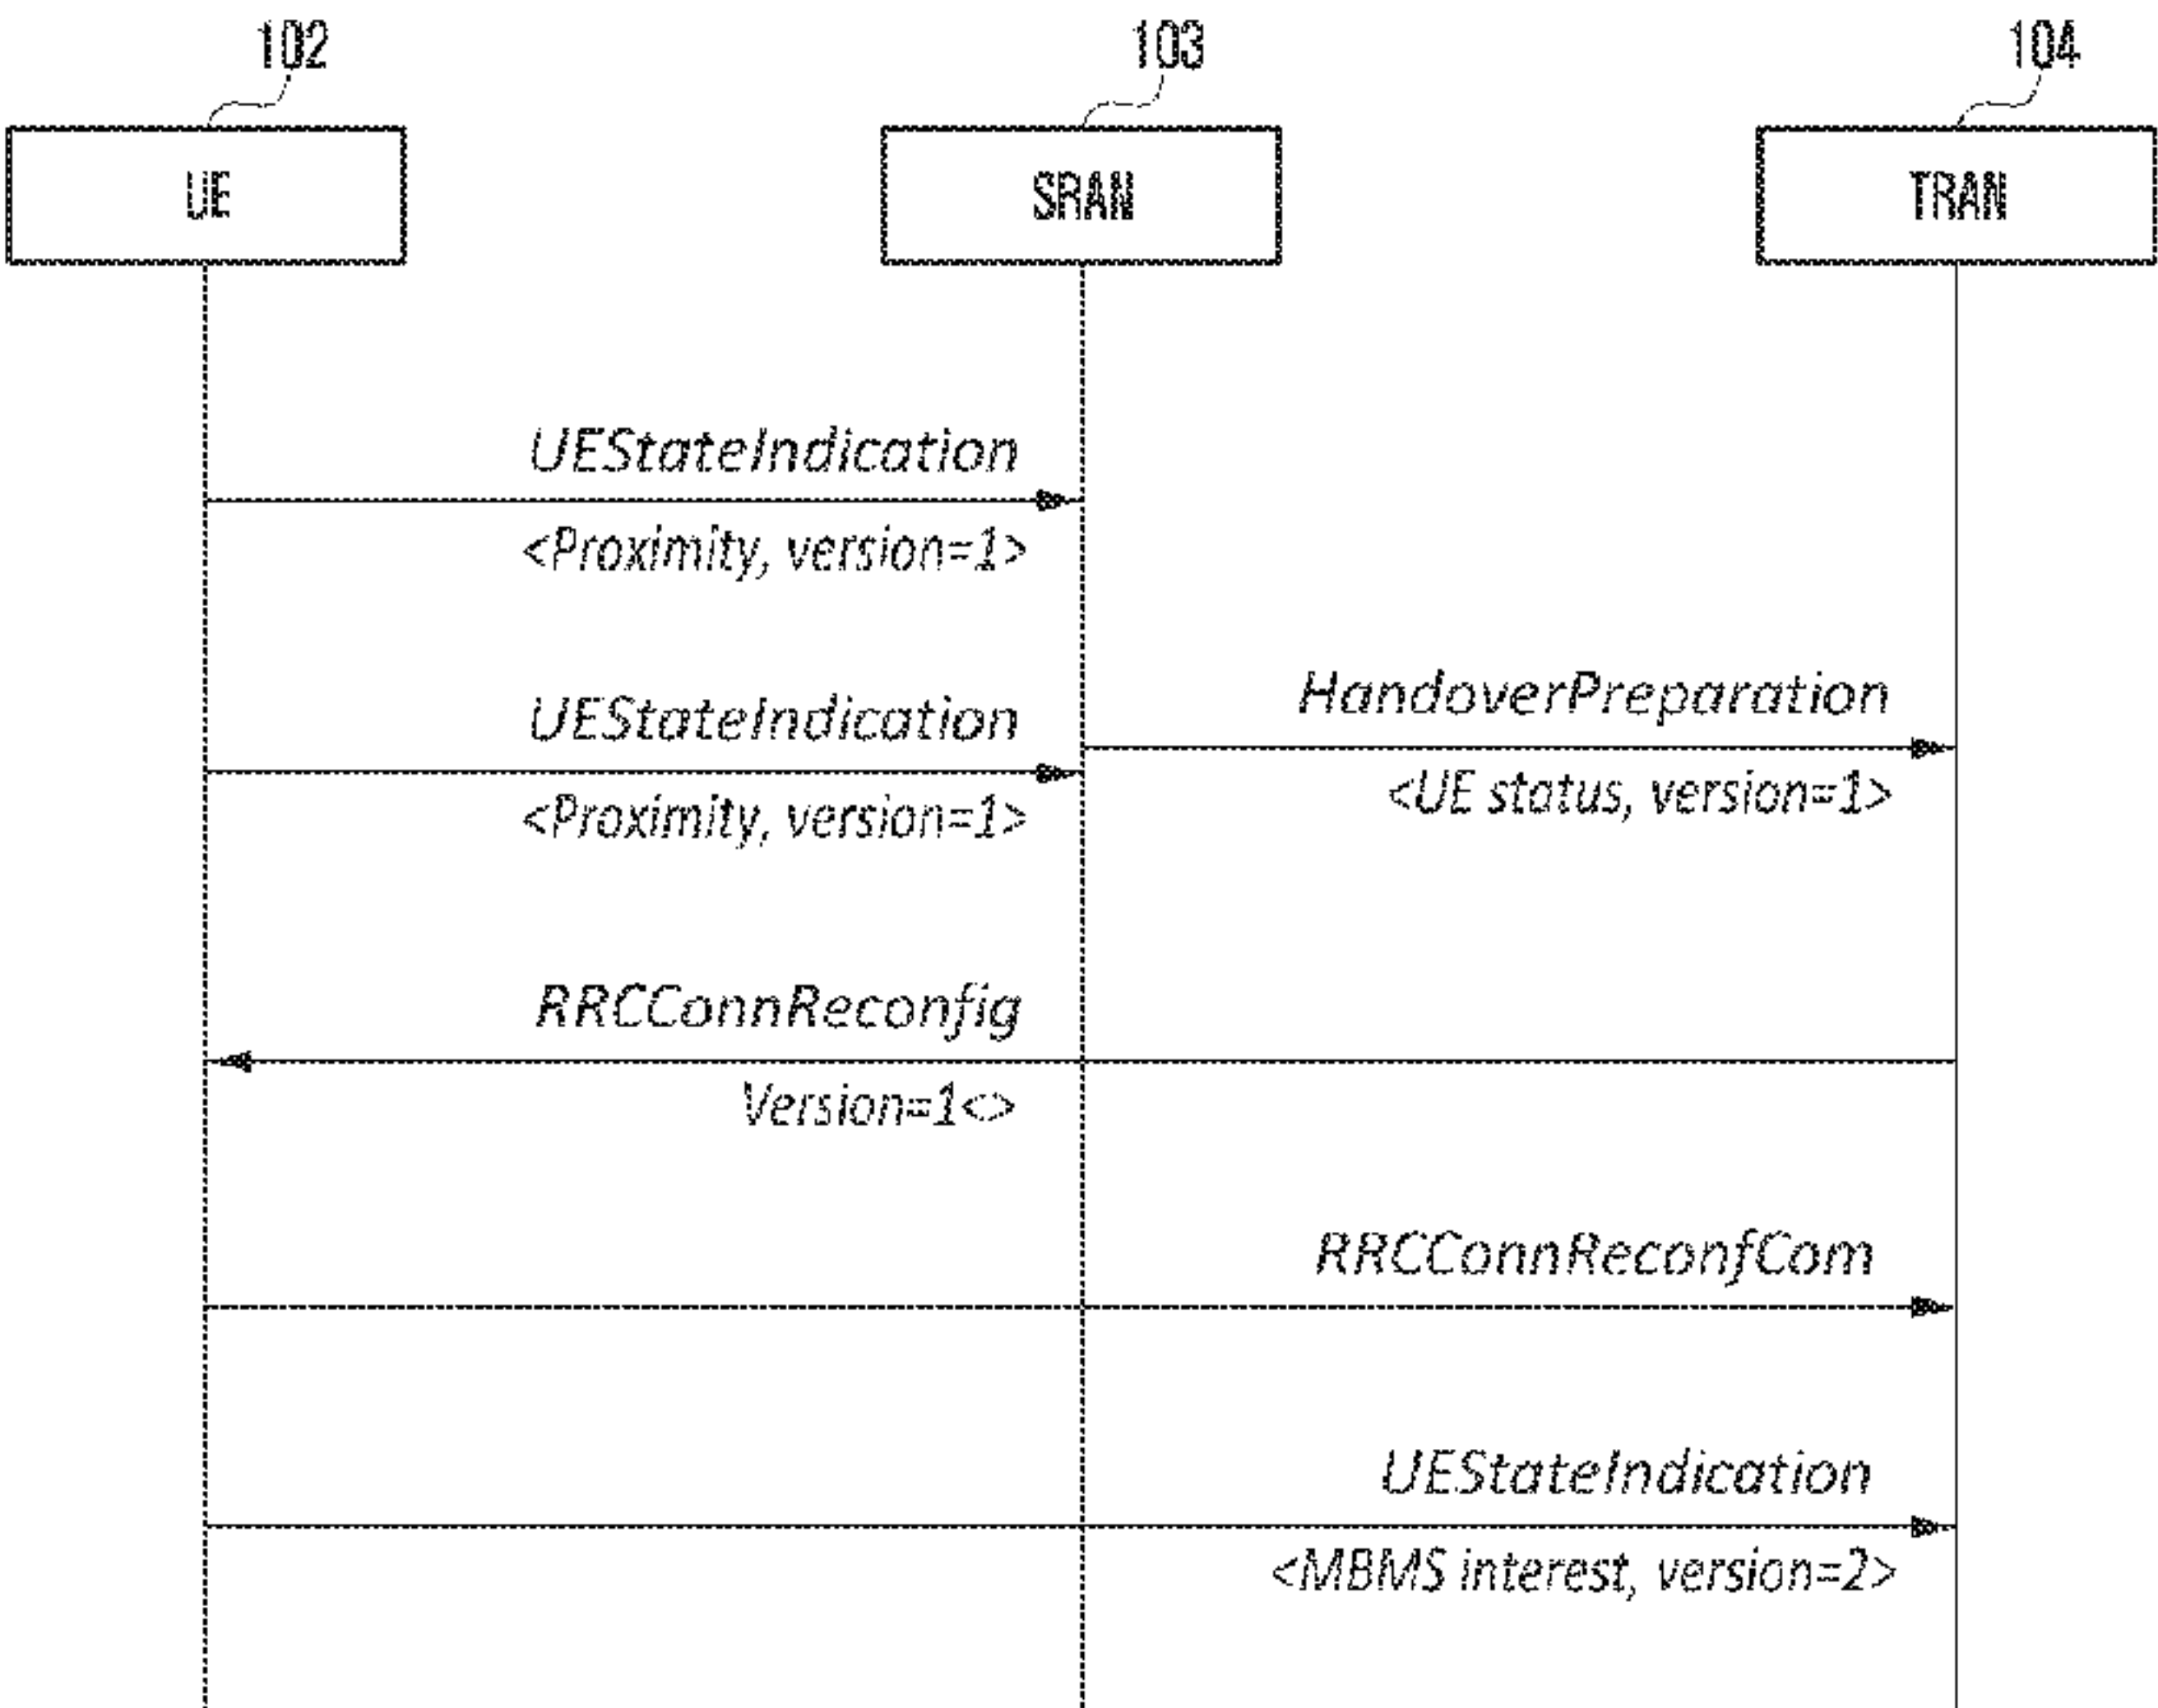 102
103
104
UE
SRAN
TRAN
UEStateIndication
<Proximity, version=1>
HandoverPreparation
UEStateIndication
<UE status, version=1>
<Proximity, version=1>
RRCConnReconfig
Version=1<>
RRCConnReconfCom
UEStateIndication
<MBMS interest, version=2>